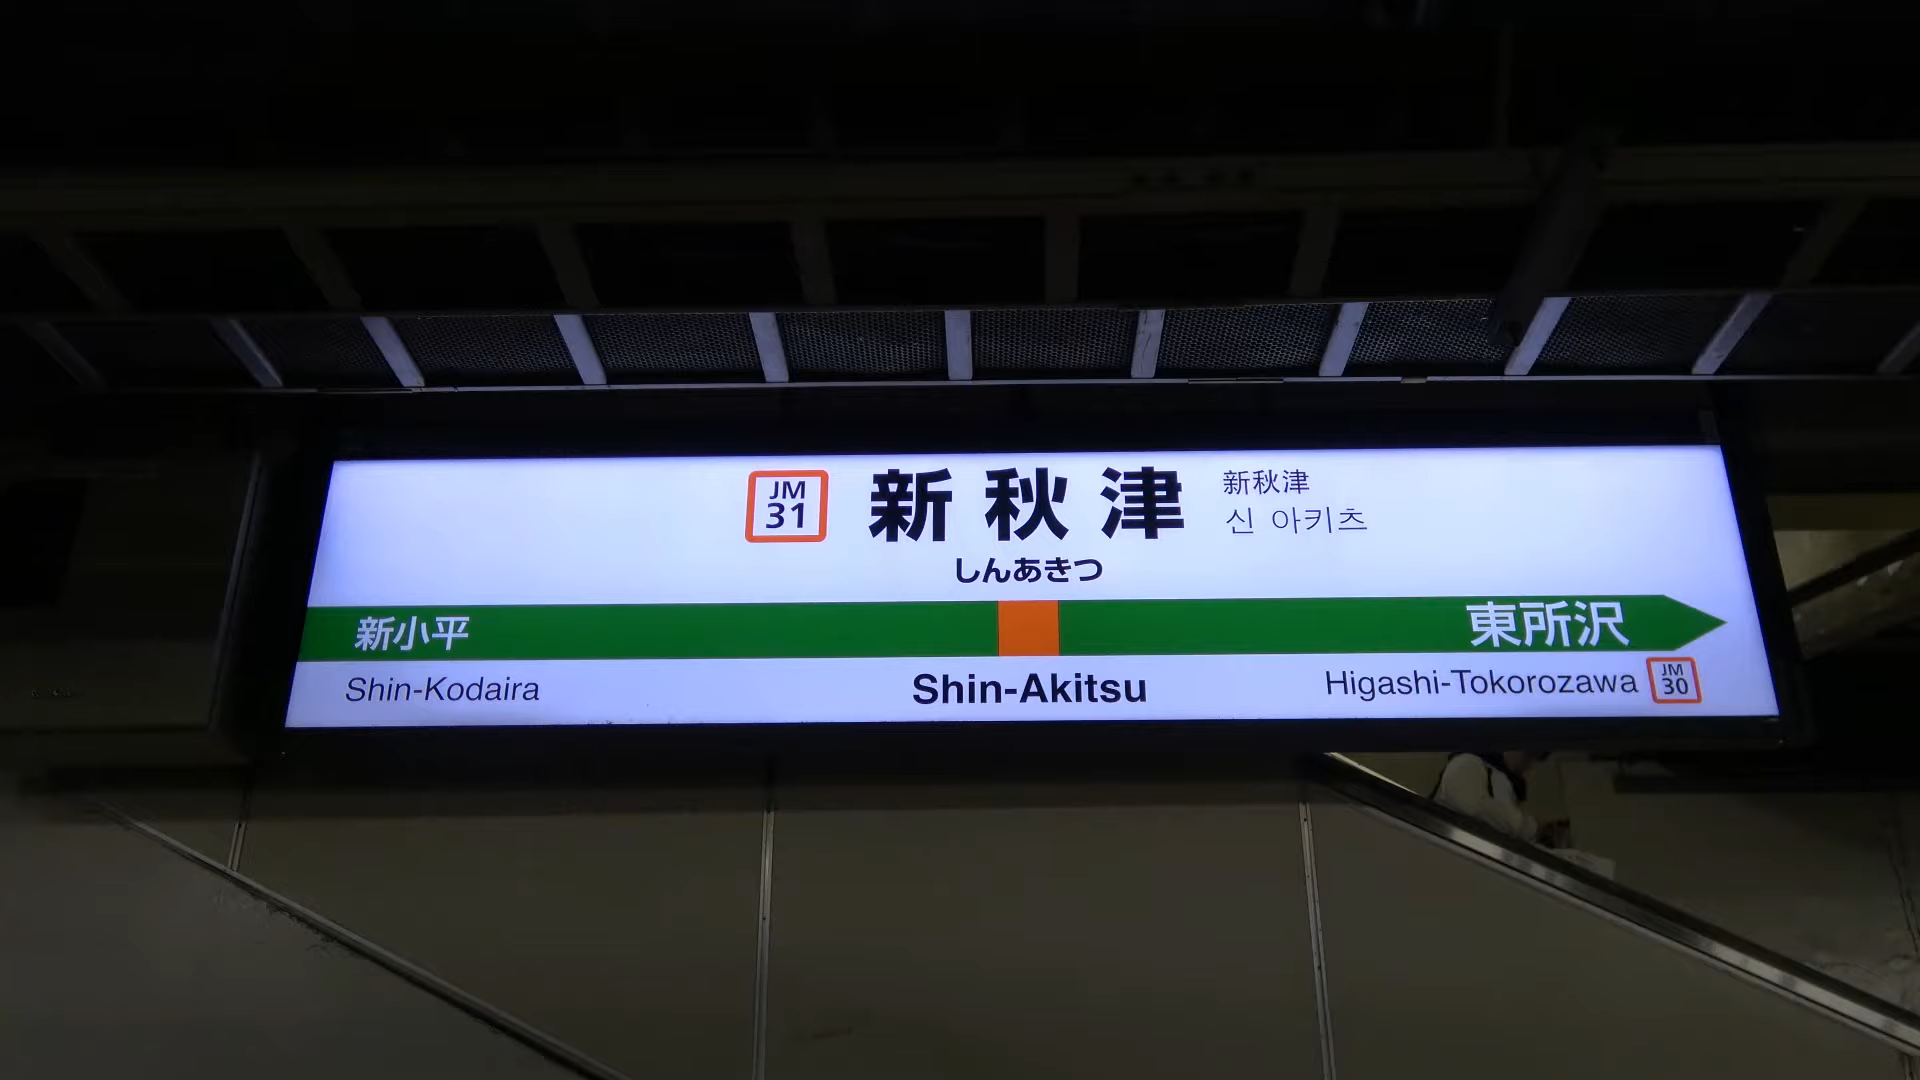 JM
31
新秋津
新秋津
신 아키츠
しんあきつ
新小平
東所沢
Shin-Kodaira
Shin-Akitsu
Higashi-Tokorozawa
JM
30